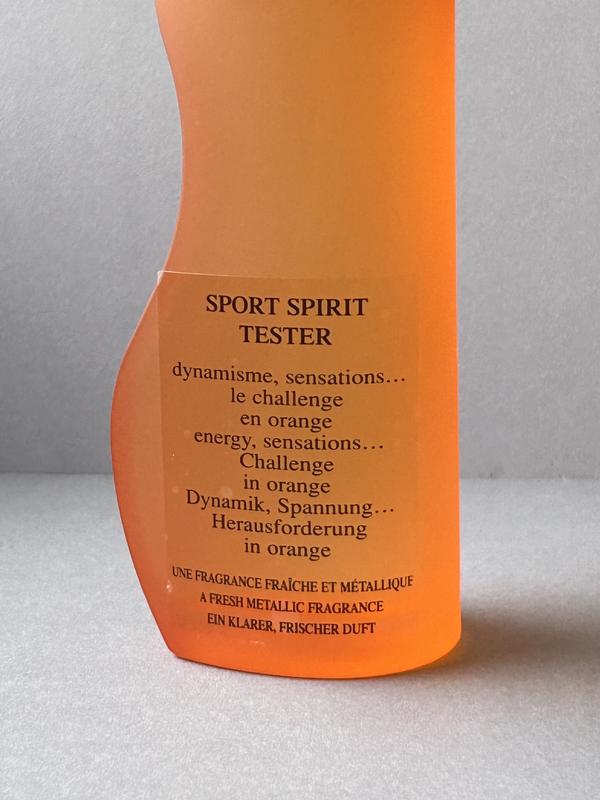 SPORT SPIRIT
TESTER
dynamisme, sensations...
le challenge
en orange
energy, sensations...
Challenge
in orange
Dynamik, Spannung...
Herausforderung
in orange
UNE FRAGRANCE FRAÎCHE ET MÉTALLIQUE
A FRESH METALLIC FRAGRANCE
EIN KLARER, FRISCHER DUFT